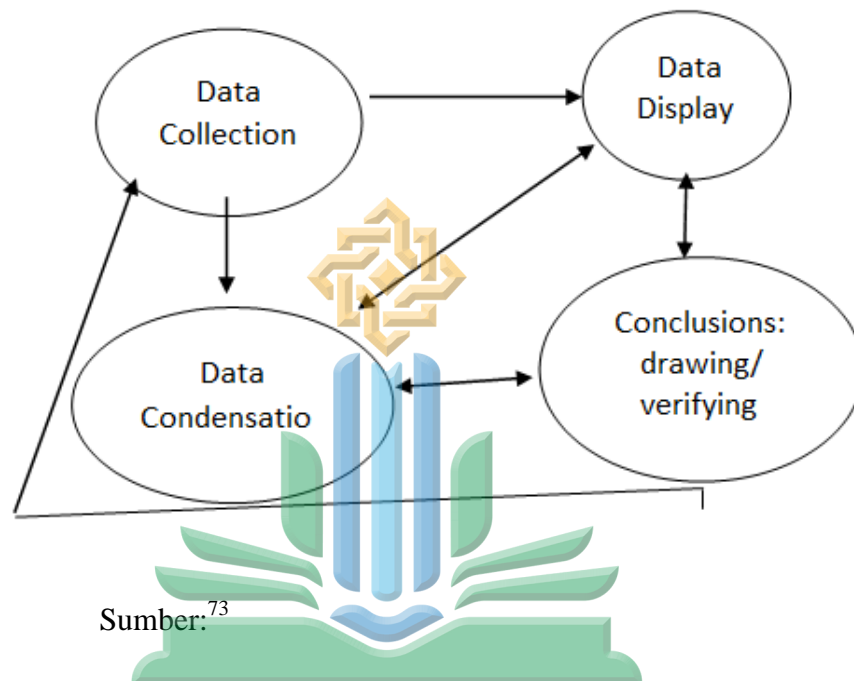 Data
Collection
Data
Display
Data
Condensatio
Conclusions:
drawing/
verifying
Sumber:73